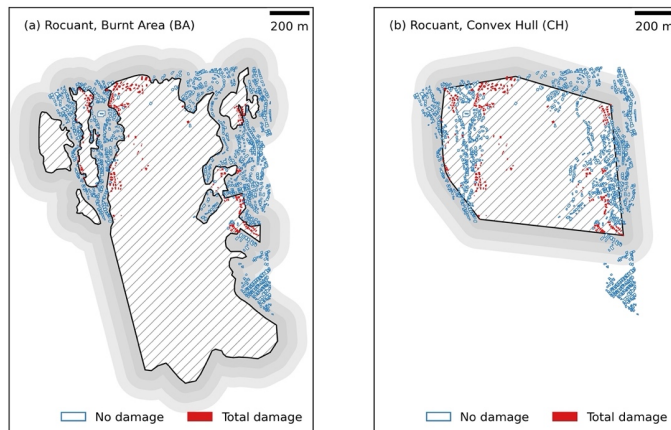 (a) Rocuant, Burnt Area (BA)
200 m
No damage
Total damage
(b) Rocuant, Convex Hull (CH)
200 m
No damage
Total damage